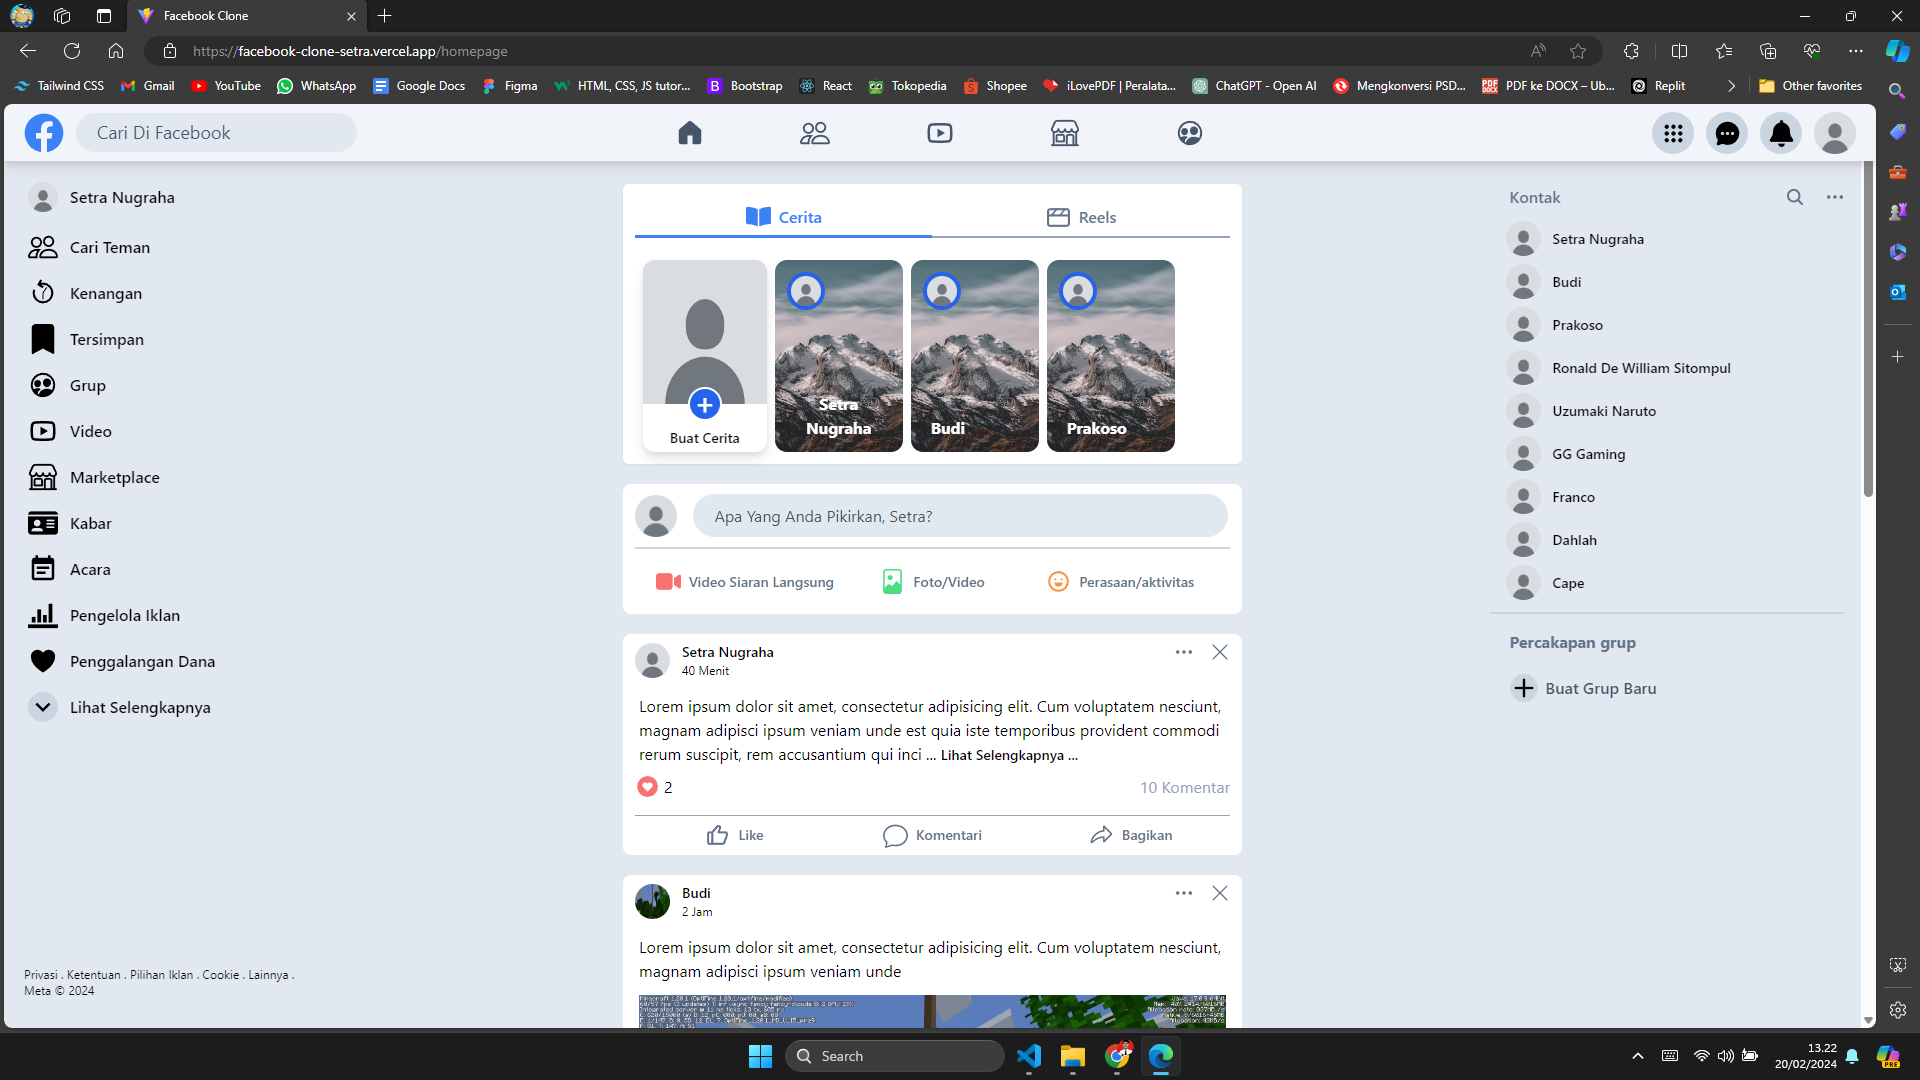 Facebook Clone
https://facebook-clone-setra.vercel.app/homepage
Tailwind CSS
Gmail
YouTube
WhatsApp
Google Docs
Figma
HTML, CSS, JS tutor...
Bootstrap
React
Tokopedia
Shopee
iLovePDF | Peralata...
ChatGPT - Open AI
Mengkonversi PSD...
PDF ke DOCX – Ub...
Replit
Other favorites
Cari Di Facebook
Setra Nugraha
Cari Teman
Kenangan
Tersimpan
Grup
Video
Marketplace
Kabar
Acara
Pengelola Iklan
Penggalangan Dana
Lihat Selengkapnya
Privasi . Ketentuan . Pilihan Iklan . Cookie . Lainnya .
Meta © 2024
Cerita
Reels
Buat Cerita
Setra
Nugraha
Budi
Prakoso
Apa Yang Anda Pikirkan, Setra?
Video Siaran Langsung
Foto/Video
Perasaan/aktivitas
Setra Nugraha
40 Menit
Lorem ipsum dolor sit amet, consectetur adipisicing elit. Cum voluptatem nesciunt,
magnam adipisci ipsum veniam unde est quia iste temporibus provident commodi
rerum suscipit, rem accusantium qui inci ... Lihat Selengkapnya ...
2
10 Komentar
Like
Komentari
Bagikan
Budi
2 Jam
Lorem ipsum dolor sit amet, consectetur adipisicing elit. Cum voluptatem nesciunt,
magnam adipisci ipsum veniam unde
Kontak
Setra Nugraha
Budi
Prakoso
Ronald De William Sitompul
Uzumaki Naruto
GG Gaming
Franco
Dahlah
Cape
Percakapan grup
Buat Grup Baru
Search
13.22
20/02/2024
PRE